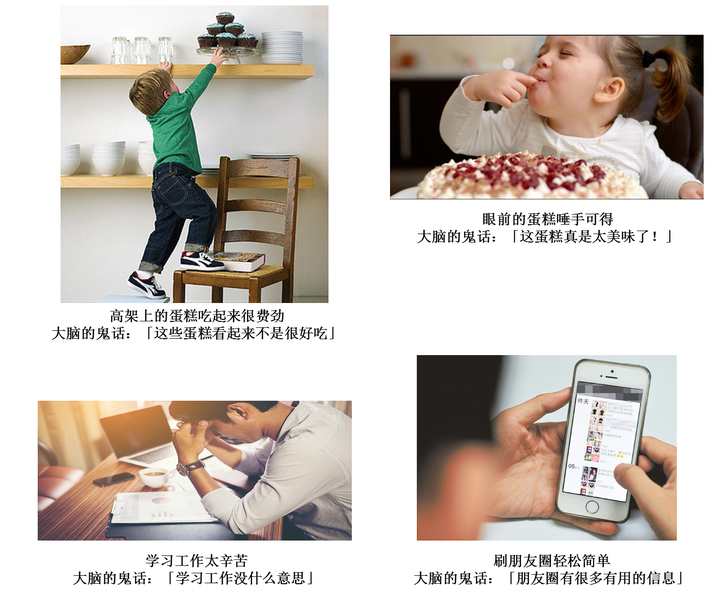 高架上的蛋糕吃起来很费劲
大脑的鬼话：「这些蛋糕看起来不是很好吃」
眼前的蛋糕唾手可得
大脑的鬼话：「这蛋糕真是太美味了！」
学习工作太辛苦
大脑的鬼话：「学习工作没什么意思」
昨天
刷朋友圈轻松简单
大脑的鬼话：「朋友圈有很多有用的信息」